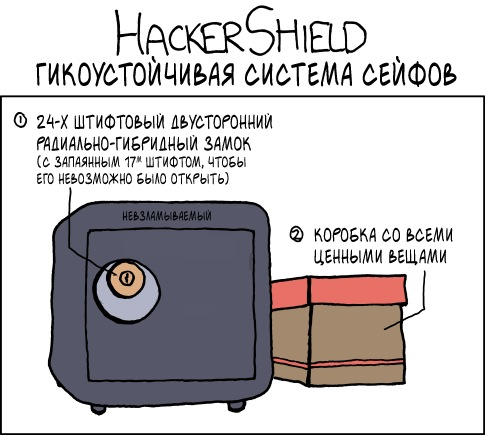 HACKERSHIELD
ГИКОУСТОЙЧИВАЯ СИСТЕМА СЕЙФОВ
① 24-Х ШТИФТОВЫЙ ДВУСТОРОННИЙ
РАДИАЛЬНО-ГИБРИДНЫЙ ЗАМОК
(С ЗАПАЯННЫМ 17м ШТИФТОМ, ЧТОБЫ
ЕГО НЕВОЗМОЖНО БЫЛО ОТКРЫТЬ)
НЕВЗЛАМЫВАЕМЫЙ
② КОРОБКА СО ВСЕМИ
ЦЕННЫМИ ВЕЩАМИ